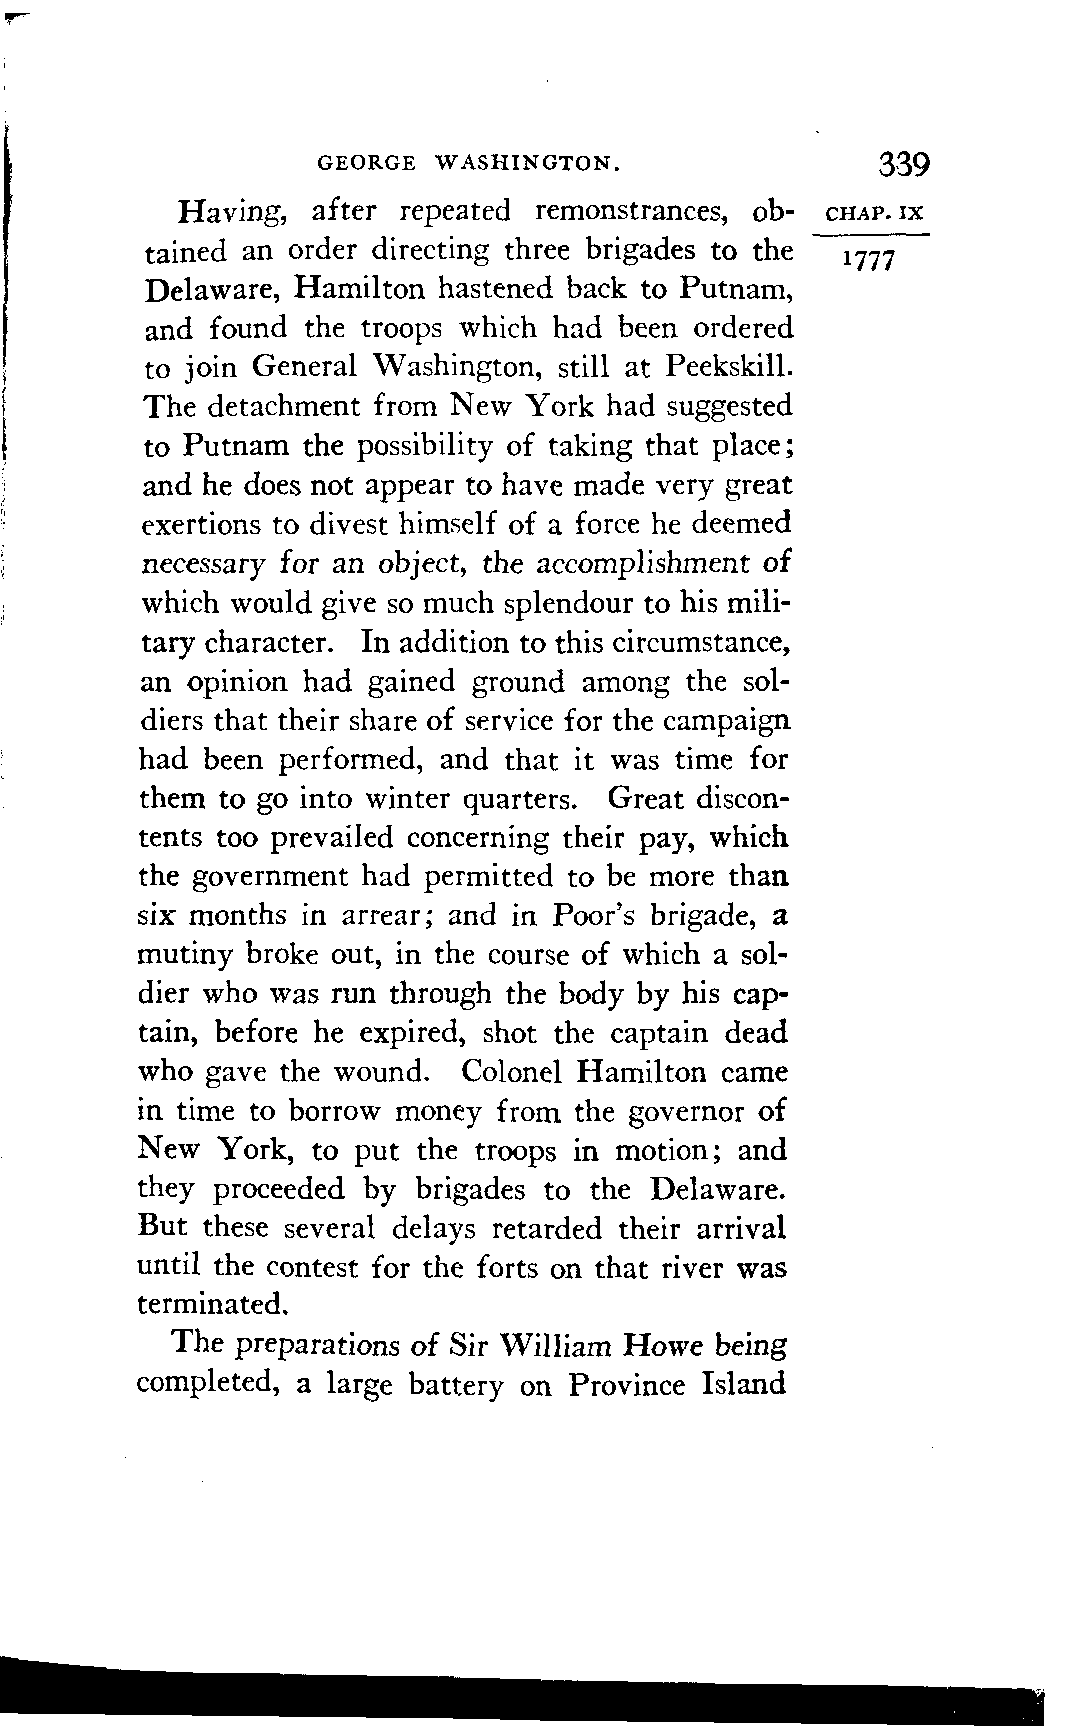 GEORGE WASHINGTON. 339
CHAP. IX
1777
Having, after repeated remonstrances, ob-
tained an order directing three brigades to the
Delaware, Hamilton hastened back to Putnam,
and found the troops which had been ordered
to join General Washington, still at Peekskill.
The detachment from New York had suggested
to Putnam the possibility of taking that place;
and he does not appear to have made very great
exertions to divest himself of a force he deemed
necessary for an object, the accomplishment of
which would give so much splendour to his mili-
tary character. In addition to this circumstance,
an opinion had gained ground among the sol-
diers that their share of service for the campaign
had been performed, and that it was time for
them to go into winter quarters. Great discon-
tents too prevailed concerning their pay, which
the government had permitted to be more than
six months in arrear; and in Poor's brigade, a
mutiny broke out, in the course of which a sol-
dier who was run through the body by his cap-
tain, before he expired, shot the captain dead
who gave the wound. Colonel Hamilton came
in time to borrow money from the governor of
New York, to put the troops in motion; and
they proceeded by brigades to the Delaware.
But these several delays retarded their arrival
until the contest for the forts on that river was
terminated.
The preparations of Sir William Howe being
completed, a large battery on Province Island